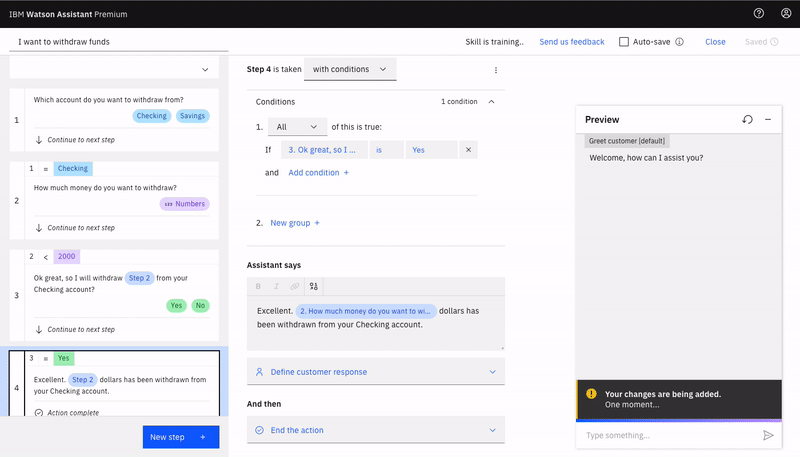 IBM Watson Assistant Premium
I want to withdraw funds
Skill is training..
Send us feedback
Auto-save
Close
Saved
1
Which account do you want to withdraw from?
Checking
Savings
Continue to next step
1 = Checking
2
How much money do you want to withdraw?
Numbers
Continue to next step
2 < 2000
3
Ok great, so I will withdraw Step 2 from your
Checking account?
Yes
No
Continue to next step
3 = Yes
4
Excellent. Step 2 dollars has been withdrawn from
your Checking account.
Action complete
New step +
Step 4 is taken with conditions
Conditions
1 condition
1. All of this is true:
If 3. Ok great, so I ... is Yes
and Add condition +
2. New group +
Assistant says
B I
Excellent. 2. How much money do you want to wi... dollars has
been withdrawn from your Checking account.
Define customer response
And then
End the action
Preview
Greet customer [default]
Welcome, how can I assist you?
Your changes are being added.
One moment...
Type something...